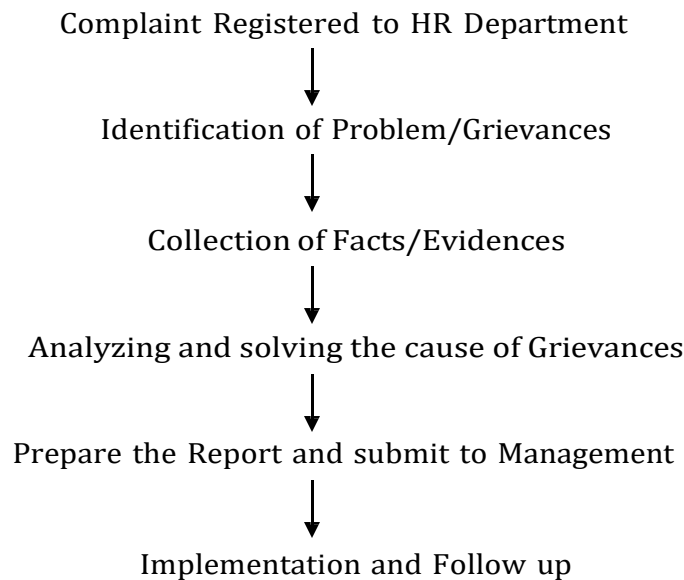 Complaint Registered to HR Department
Identification of Problem/Grievances
Collection of Facts/Evidences
Analyzing and solving the cause of Grievances
Prepare the Report and submit to Management
Implementation and Follow up